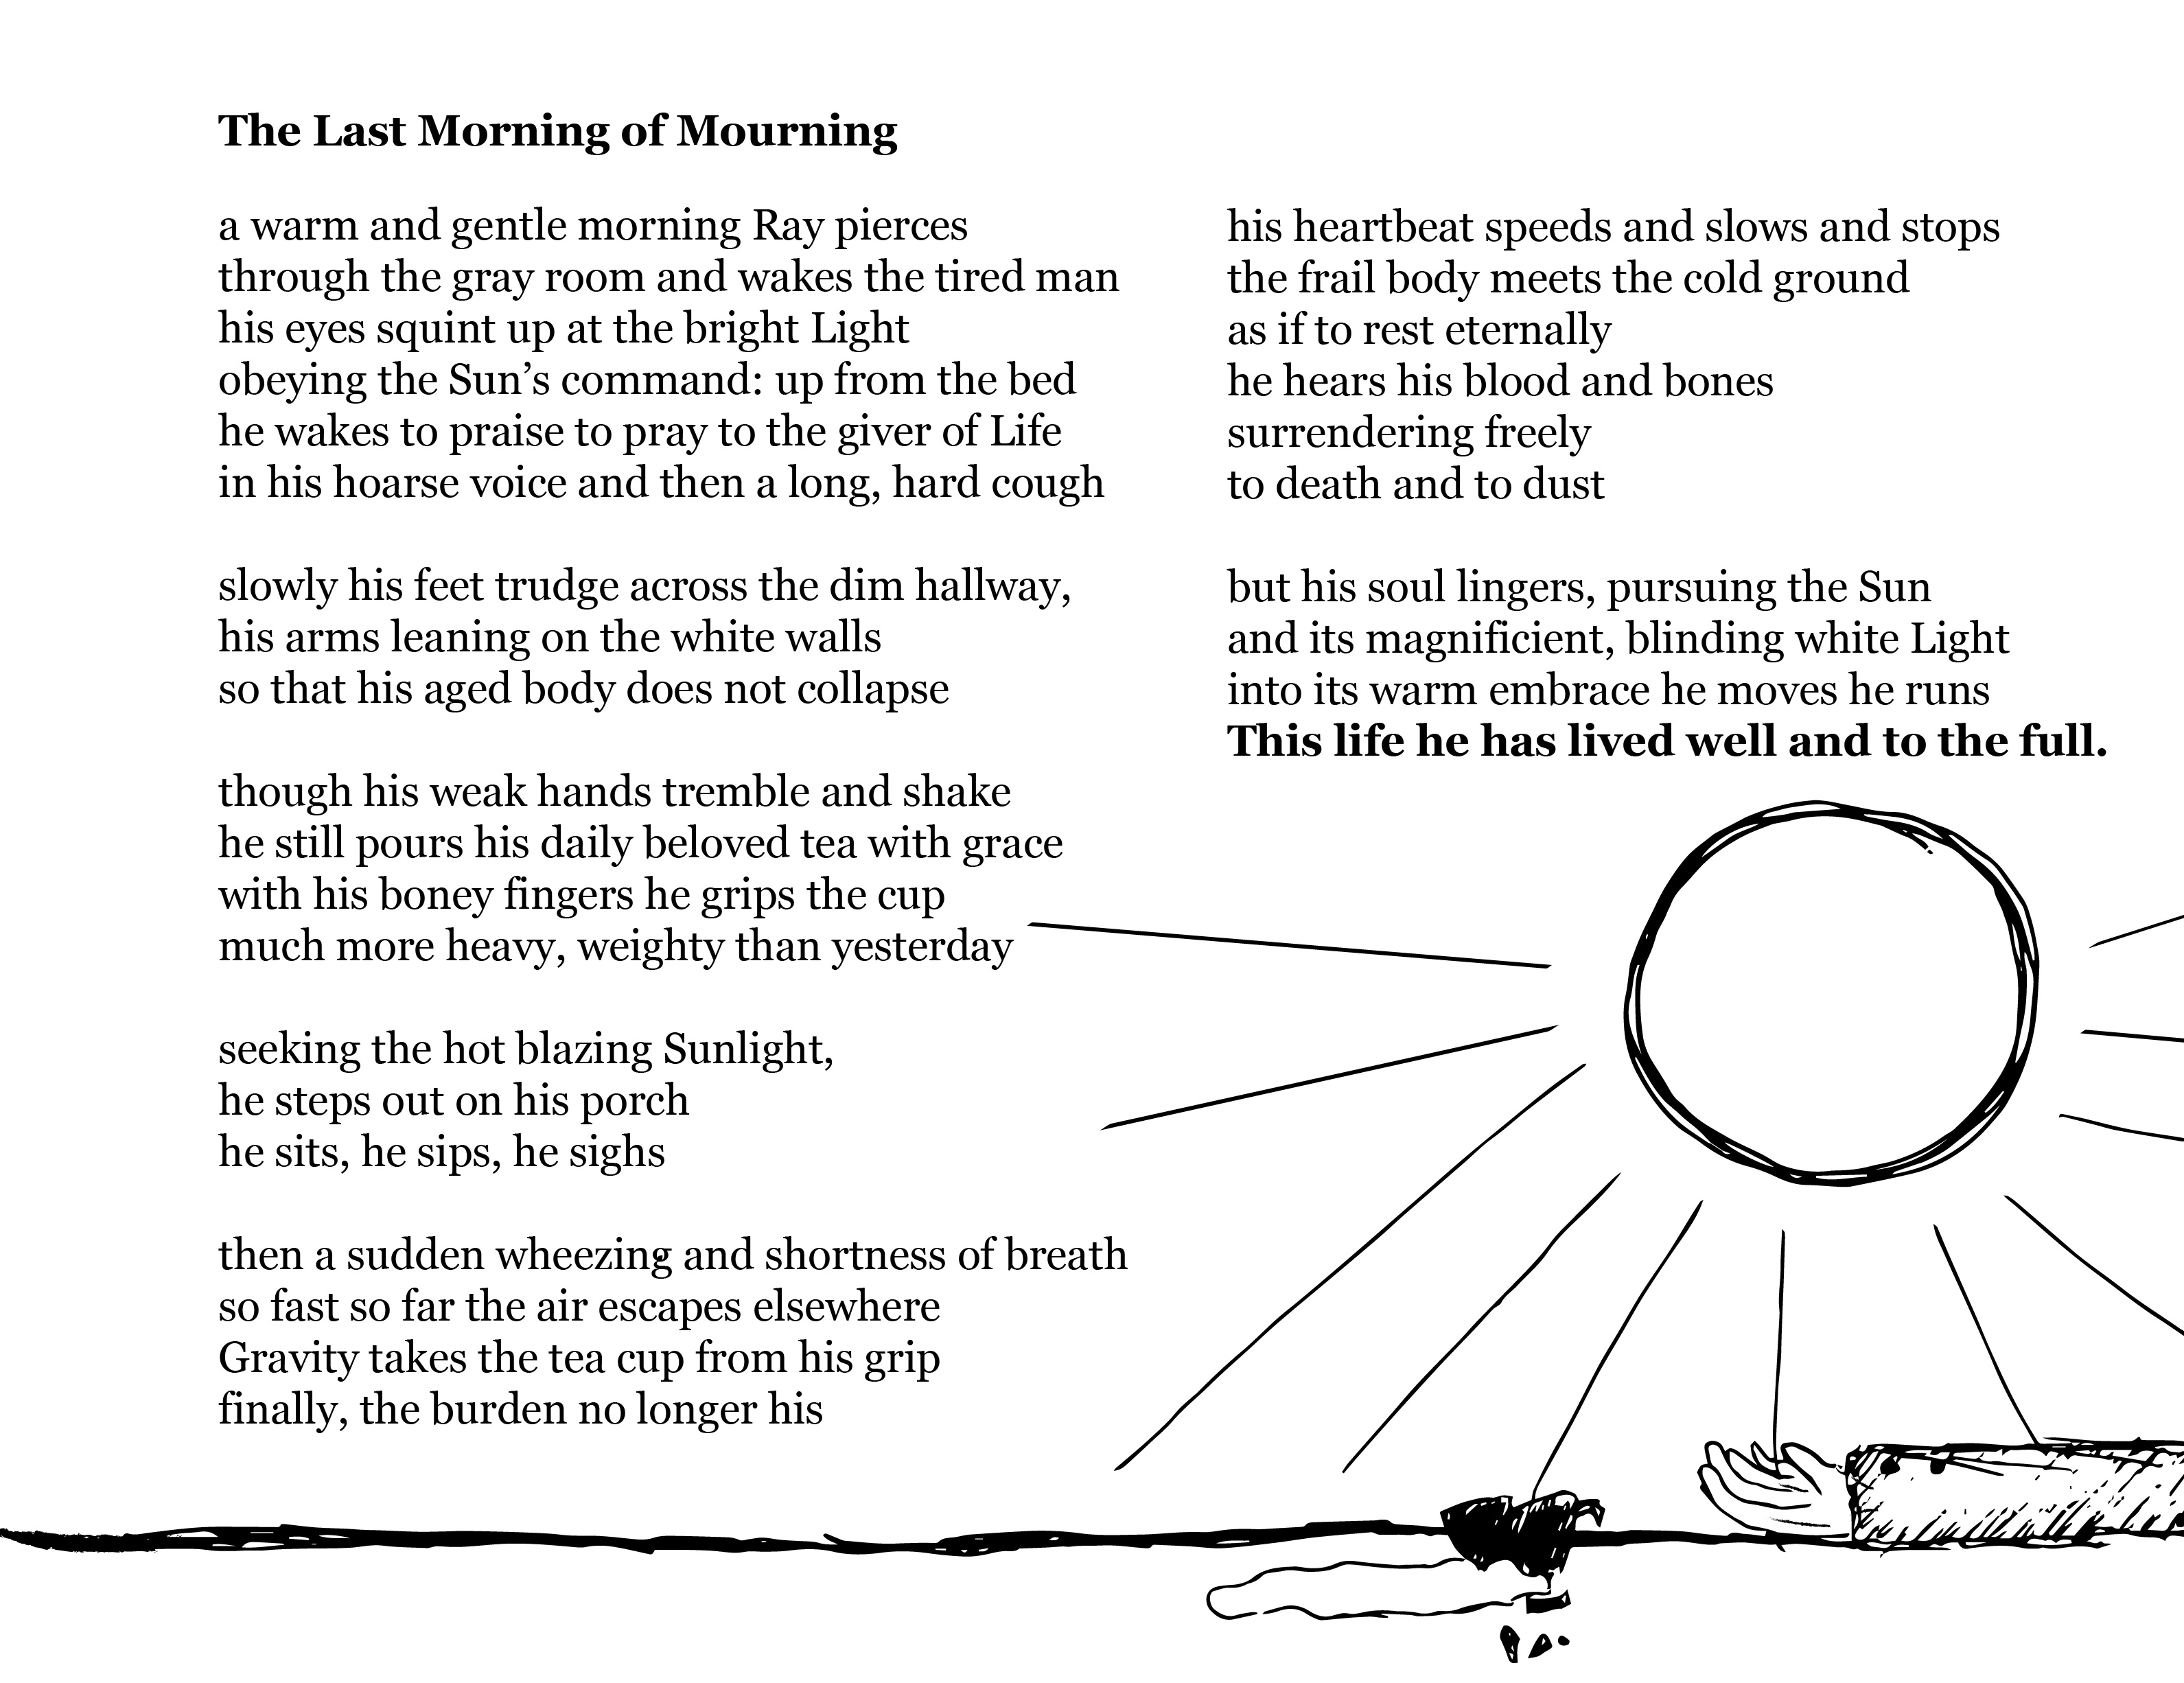 The Last Morning of Mourning
a warm and gentle morning Ray pierces
through the gray room and wakes the tired man
his eyes squint up at the bright Light
obeying the Sun’s command: up from the bed
he wakes to praise to pray to the giver of Life
in his hoarse voice and then a long, hard cough
slowly his feet trudge across the dim hallway,
his arms leaning on the white walls
so that his aged body does not collapse
though his weak hands tremble and shake
he still pours his daily beloved tea with grace
with his boney fingers he grips the cup
much more heavy, weighty than yesterday
seeking the hot blazing Sunlight,
he steps out on his porch
he sits, he sips, he sighs
then a sudden wheezing and shortness of breath
so fast so far the air escapes elsewhere
Gravity takes the tea cup from his grip
finally, the burden no longer his
his heartbeat speeds and slows and stops
the frail body meets the cold ground
as if to rest eternally
he hears his blood and bones
surrendering freely
to death and to dust
but his soul lingers, pursuing the Sun
and its magnificient, blinding white Light
into its warm embrace he moves he runs
This life he has lived well and to the full.